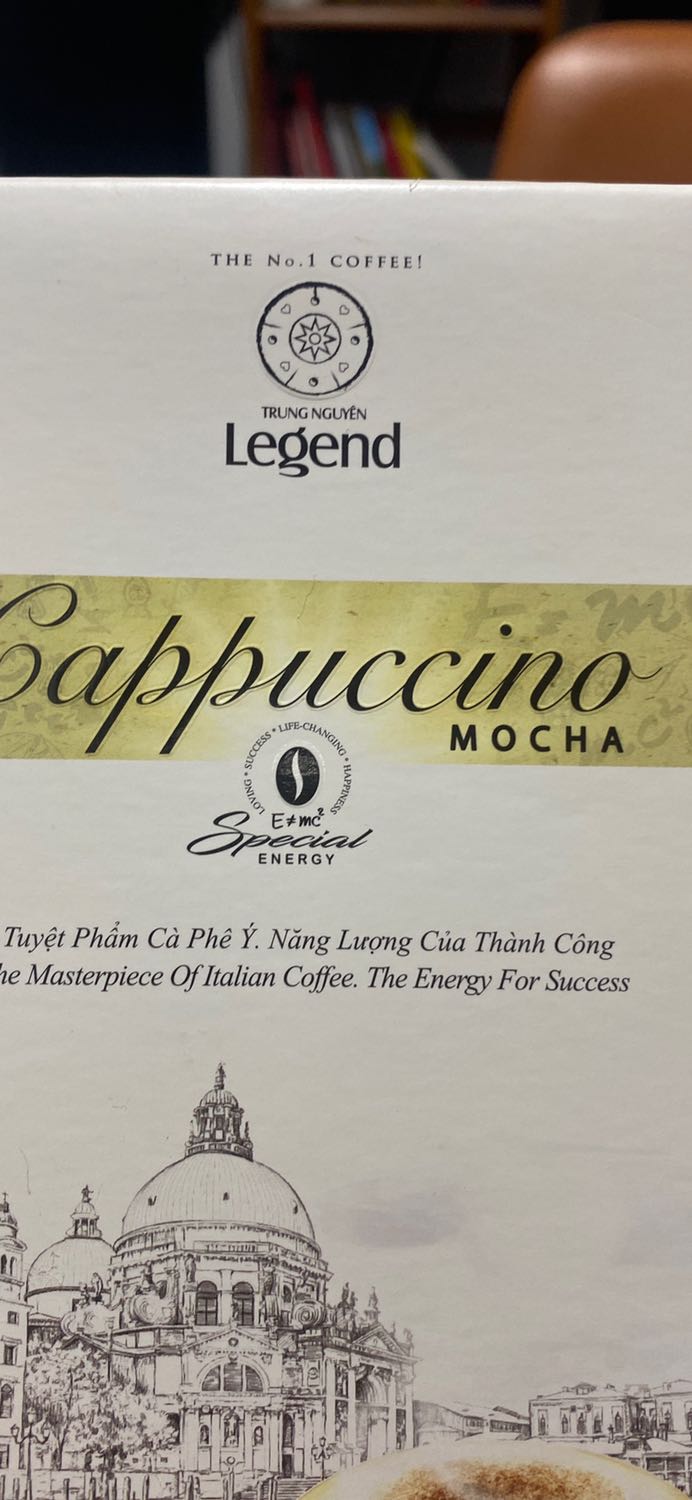 THE No.1 COFFEE!
TRUNG NGUYÊN
Legend
Cappuccino
MOCHA
LOVING * SUCCESS * LIFE-CHANGING * HAPPINESS
E≠mc²
Special
ENERGY
Tuyệt Phẩm Cà Phê Ý. Năng Lượng Của Thành Công
he Masterpiece Of Italian Coffee. The Energy For Success